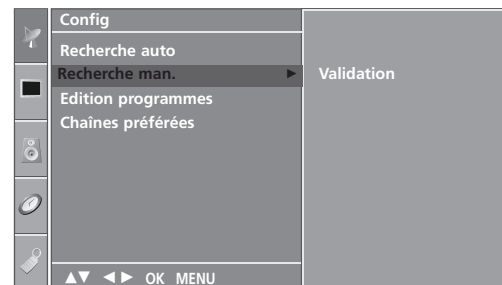 Config
Recherche auto
Recherche man. ► Validation
Edition programmes
Chaînes préférées
▲▼ ◄► OK MENU